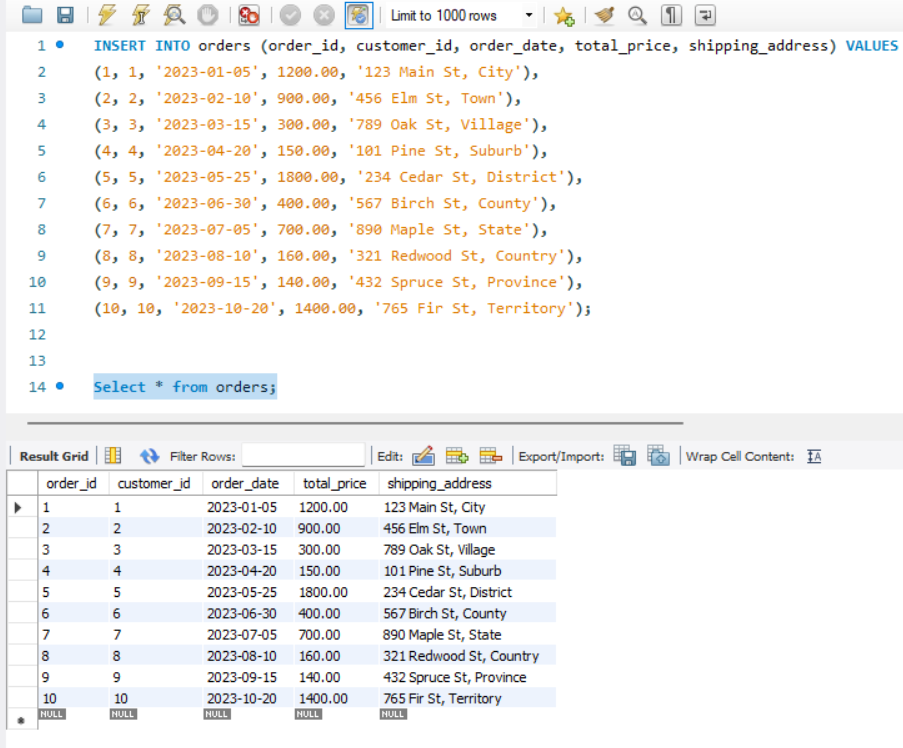 Limit to 1000 rows
1 INSERT INTO orders (order_id, customer_id, order_date, total_price, shipping_address) VALUES
2 (1, 1, '2023-01-05', 1200.00, '123 Main St, City'),
3 (2, 2, '2023-02-10', 900.00, '456 Elm St, Town'),
4 (3, 3, '2023-03-15', 300.00, '789 Oak St, Village'),
5 (4, 4, '2023-04-20', 150.00, '101 Pine St, Suburb'),
6 (5, 5, '2023-05-25', 1800.00, '234 Cedar St, District'),
7 (6, 6, '2023-06-30', 400.00, '567 Birch St, County'),
8 (7, 7, '2023-07-05', 700.00, '890 Maple St, State'),
9 (8, 8, '2023-08-10', 160.00, '321 Redwood St, Country'),
10 (9, 9, '2023-09-15', 140.00, '432 Spruce St, Province'),
11 (10, 10, '2023-10-20', 1400.00, '765 Fir St, Territory');
12
13
14 Select * from orders;
Result Grid Filter Rows: Edit: Export/Import: Wrap Cell Content:
order_id customer_id order_date total_price shipping_address
1 1 2023-01-05 1200.00 123 Main St, City
2 2 2023-02-10 900.00 456 Elm St, Town
3 3 2023-03-15 300.00 789 Oak St, Village
4 4 2023-04-20 150.00 101 Pine St, Suburb
5 5 2023-05-25 1800.00 234 Cedar St, District
6 6 2023-06-30 400.00 567 Birch St, County
7 7 2023-07-05 700.00 890 Maple St, State
8 8 2023-08-10 160.00 321 Redwood St, Country
9 9 2023-09-15 140.00 432 Spruce St, Province
10 10 2023-10-20 1400.00 765 Fir St, Territory
NULL NULL NULL NULL NULL